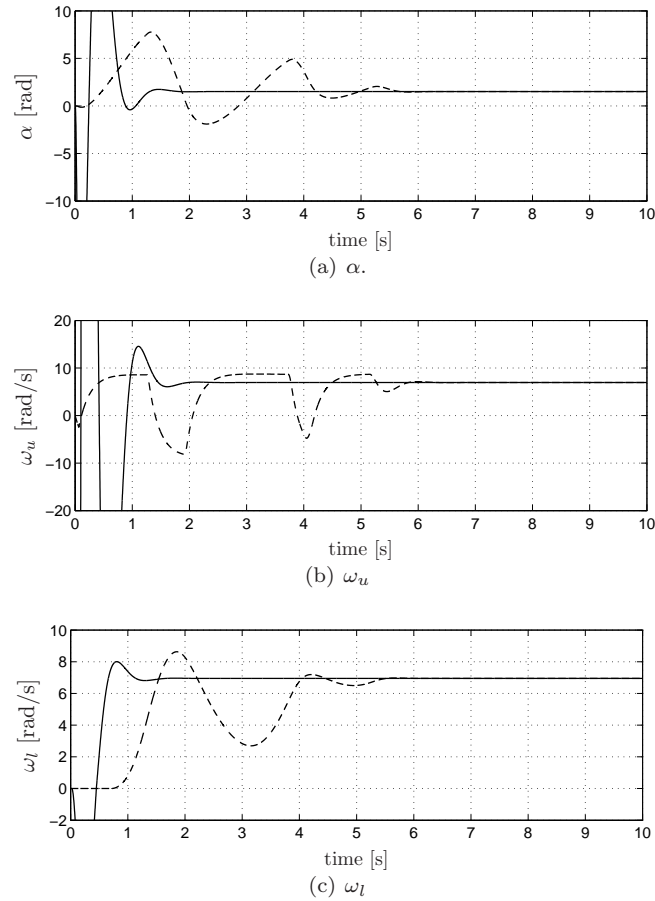 10
5
0
−5
−10
α [rad]
0 1 2 3 4 5 6 7 8 9 10
time [s]
(a) α.
20
10
0
−10
−20
ω_u [rad/s]
0 1 2 3 4 5 6 7 8 9 10
time [s]
(b) ω_u
10
8
6
4
2
0
−2
ω_l [rad/s]
0 1 2 3 4 5 6 7 8 9 10
time [s]
(c) ω_l